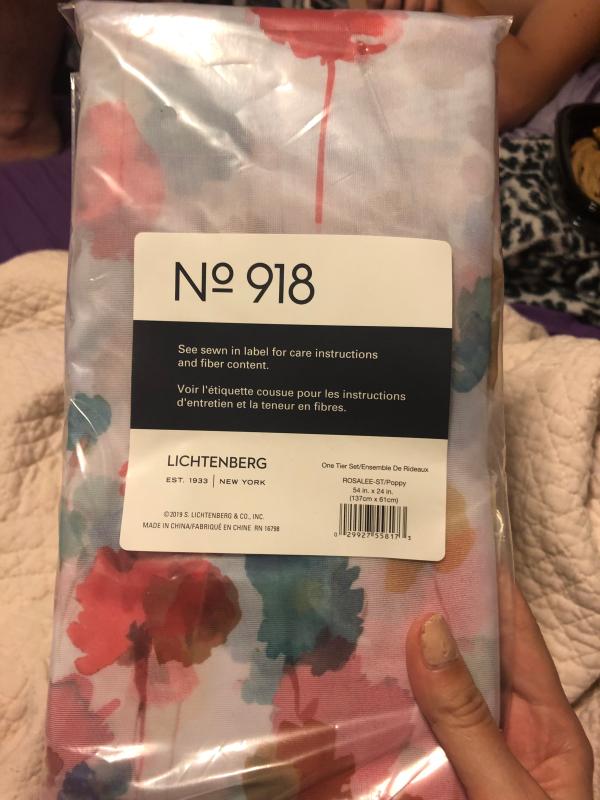 Nº 918
See sewn in label for care instructions
and fiber content.
Voir l'étiquette cousue pour les instructions
d'entretien et la teneur en fibres.
LICHTENBERG
EST. 1933 | NEW YORK
©2019 S. LICHTENBERG & CO., INC.
MADE IN CHINA/FABRIQUÉ EN CHINE RN 16798
One Tier Set/Ensemble De Rideaux
ROSALEE-ST/Poppy
54 in. x 24 in.
(137cm x 61cm)
0 29927 55817 3